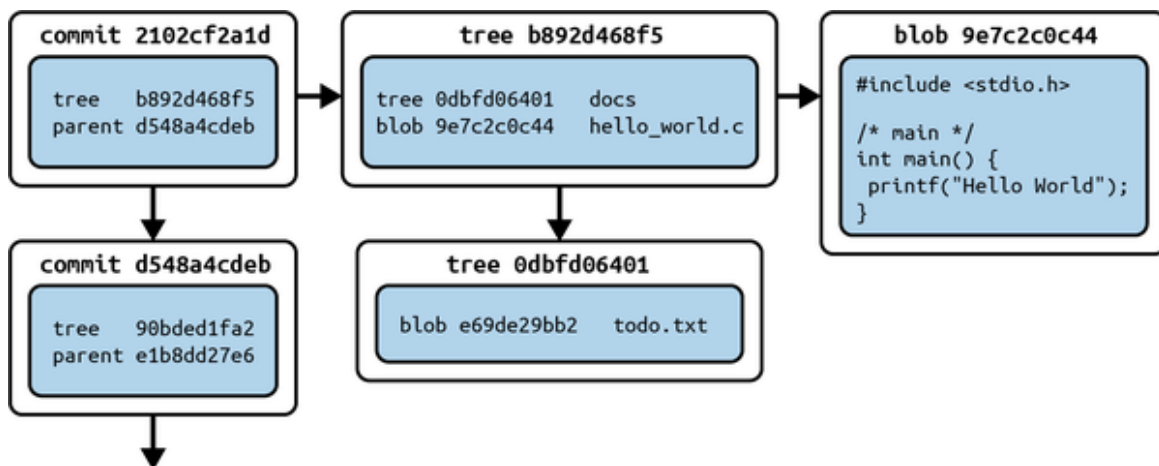 commit 2102cf2a1d
tree b892d468f5
parent d548a4cdeb
tree b892d468f5
tree 0dbfd06401 docs
blob 9e7c2c0c44 hello_world.c
blob 9e7c2c0c44
#include <stdio.h>
/* main */
int main() {
printf("Hello World");
}
commit d548a4cdeb
tree 90bded1fa2
parent e1b8dd27e6
tree 0dbfd06401
blob e69de29bb2 todo.txt